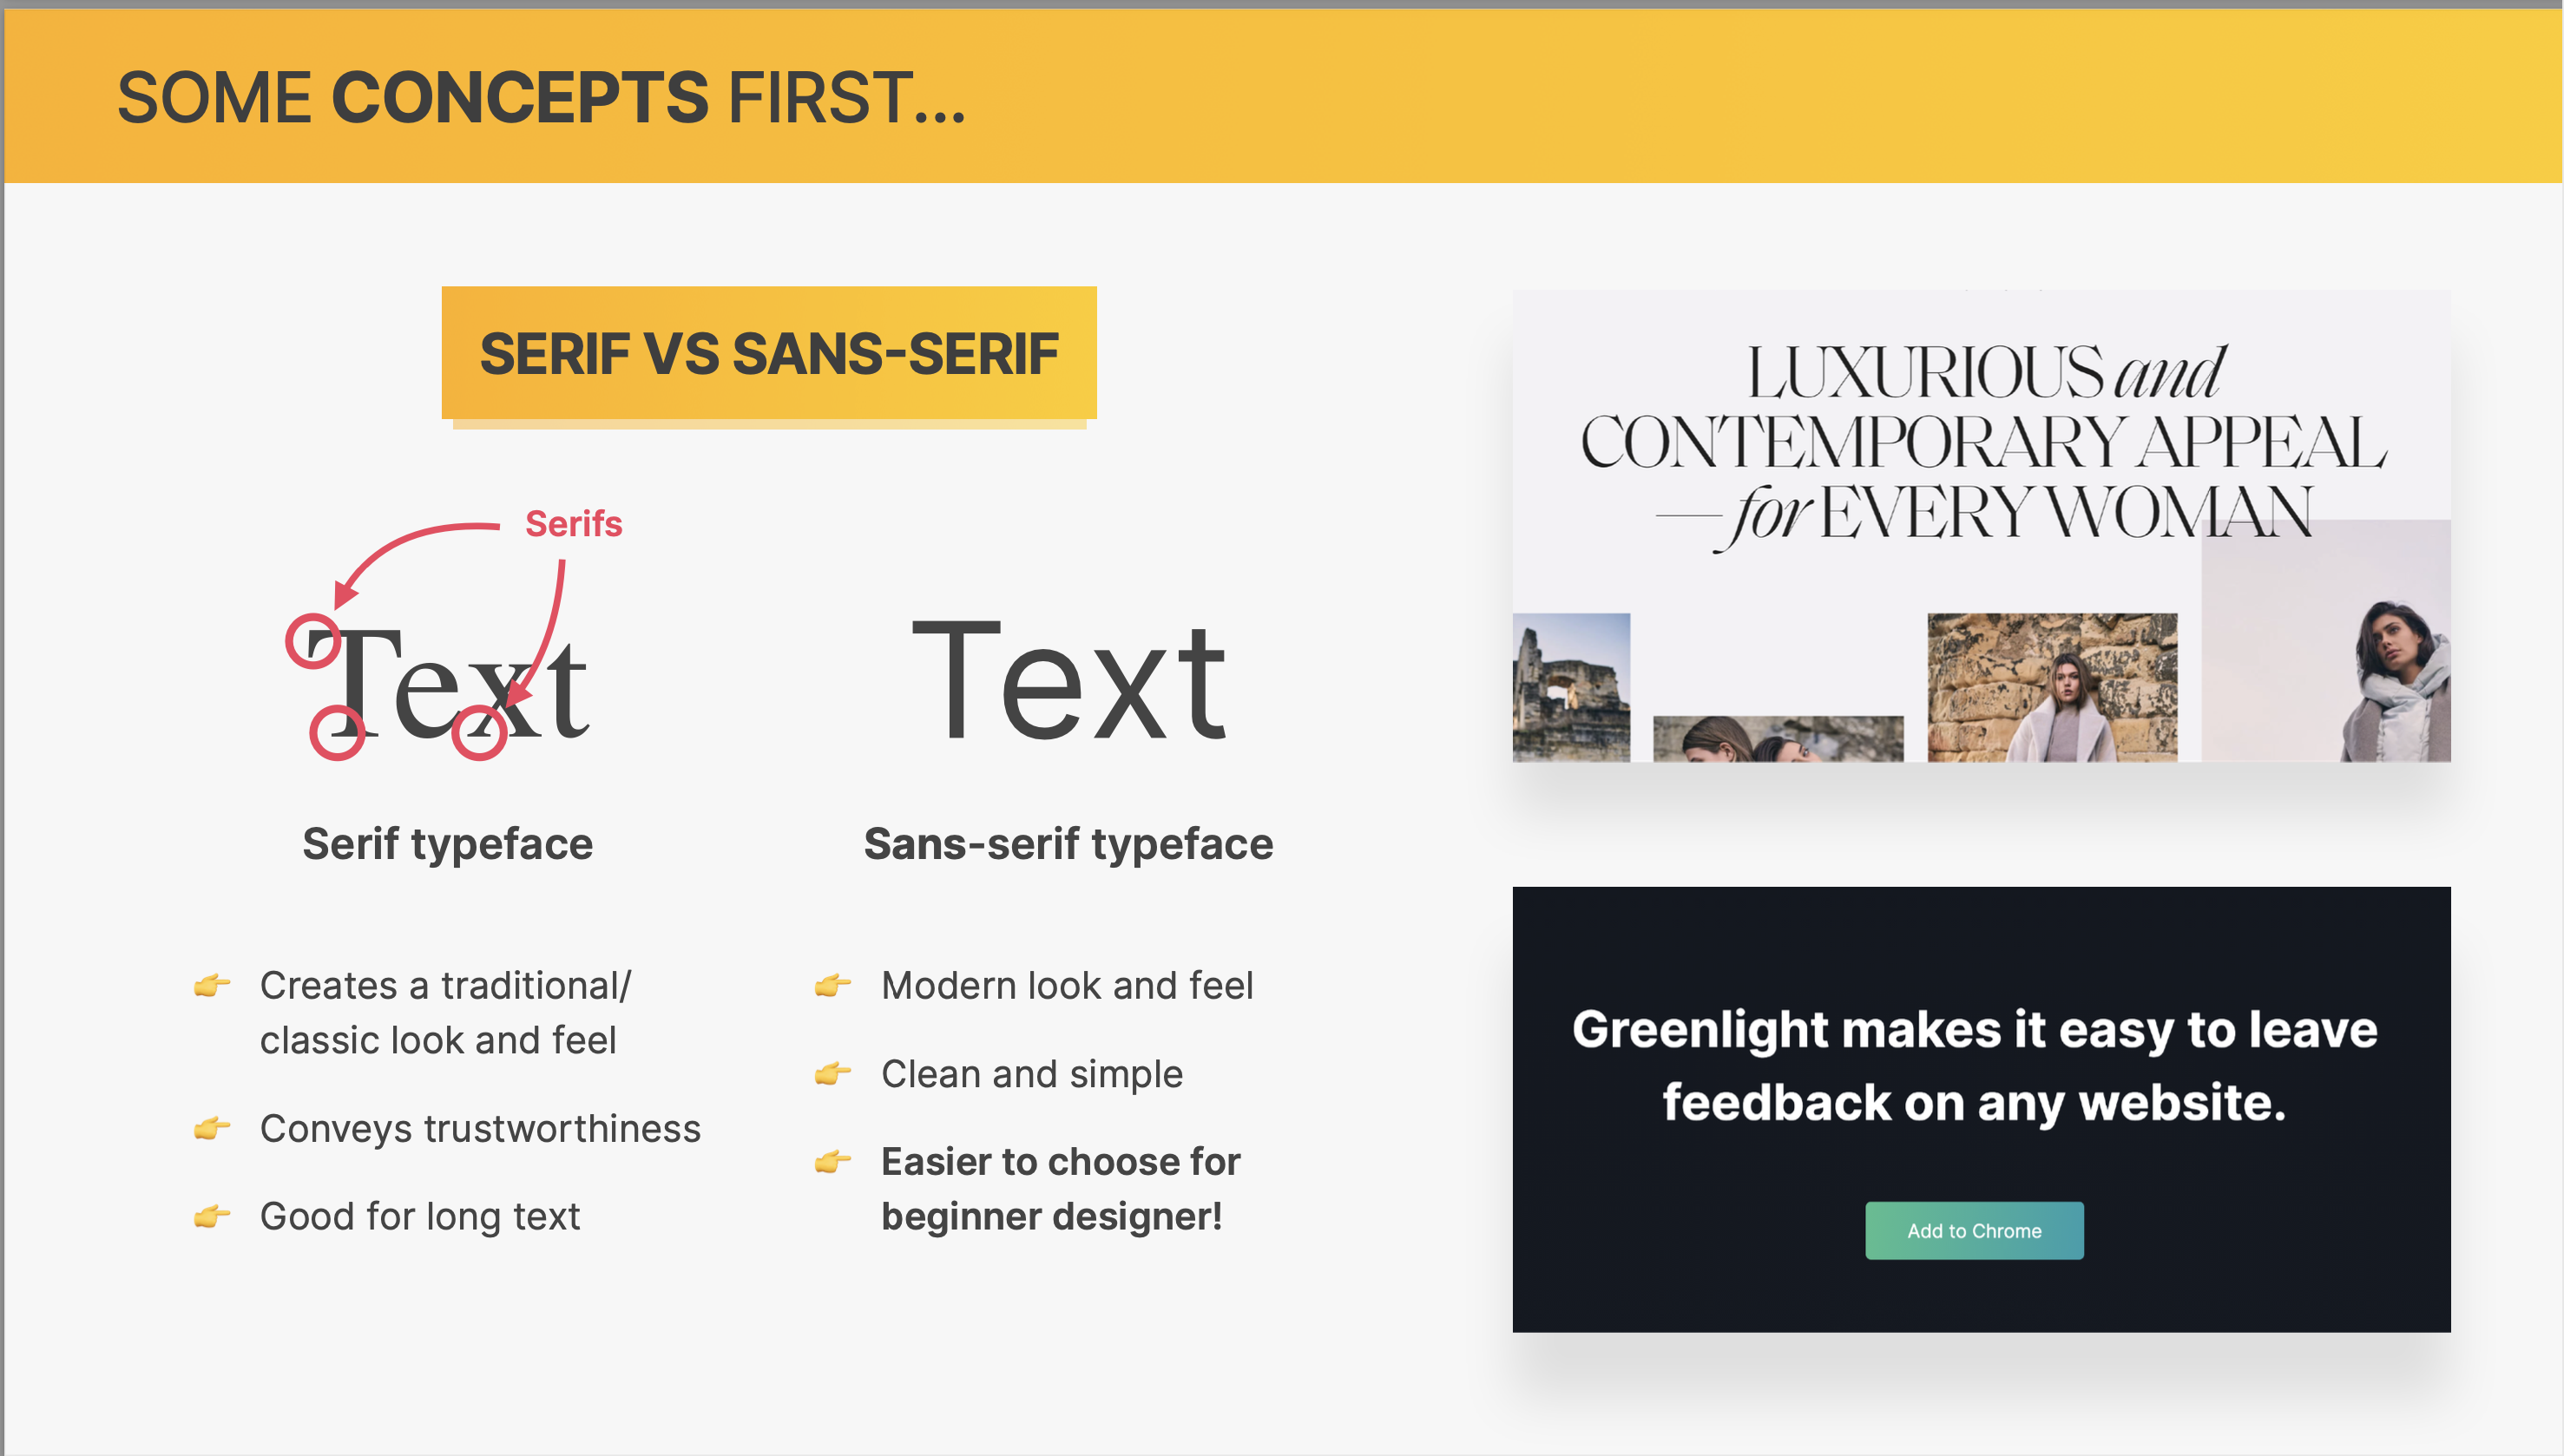 SOME CONCEPTS FIRST...
SERIF VS SANS-SERIF
Serifs
Text
Serif typeface
👉 Creates a traditional/
classic look and feel
👉 Conveys trustworthiness
👉 Good for long text
Text
Sans-serif typeface
👉 Modern look and feel
👉 Clean and simple
👉 Easier to choose for
beginner designer!
LUXURIOUS and
CONTEMPORARY APPEAL
— for EVERY WOMAN
Greenlight makes it easy to leave
feedback on any website.
Add to Chrome